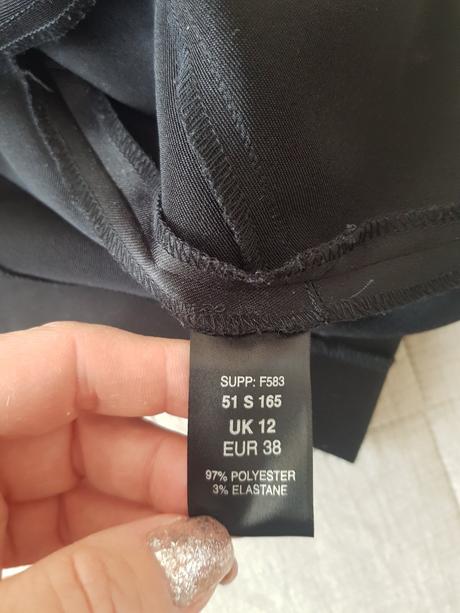 SUPP: F583
51 S 165
UK 12
EUR 38
97% POLYESTER
3% ELASTANE